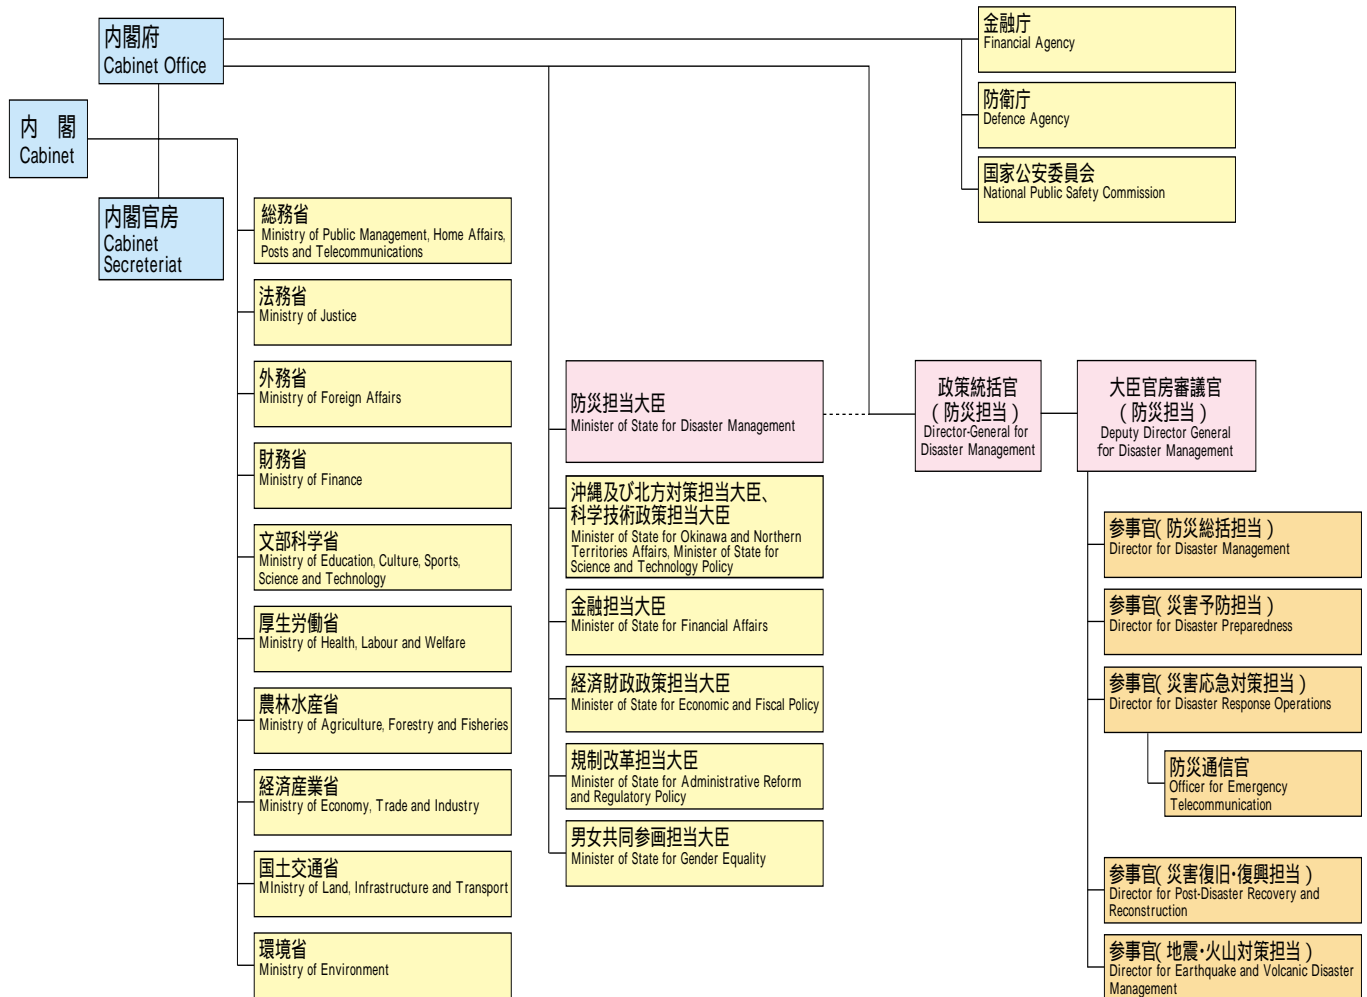 内閣府
Cabinet Office
内　閣
Cabinet
内閣官房
Cabinet
Secreteriat
総務省
Ministry of Public Management, Home Affairs,
Posts and Telecommunications
法務省
Ministry of Justice
外務省
Ministry of Foreign Affairs
財務省
Ministry of Finance
文部科学省
Ministry of Education, Culture, Sports,
Science and Technology
厚生労働省
Ministry of Health, Labour and Welfare
農林水産省
Ministry of Agriculture, Forestry and Fisheries
経済産業省
Ministry of Economy, Trade and Industry
国土交通省
MInistry of Land, Infrastructure and Transport
環境省
Ministry of Environment
防災担当大臣
Minister of State for Disaster Management
沖縄及び北方対策担当大臣、
科学技術政策担当大臣
Minister of State for Okinawa and Northern
Territories Affairs, Minister of State for
Science and Technology Policy
金融担当大臣
Minister of State for Financial Affairs
経済財政政策担当大臣
Minister of State for Economic and Fiscal Policy
規制改革担当大臣
Minister of State for Administrative Reform
and Regulatory Policy
男女共同参画担当大臣
Minister of State for Gender Equality
金融庁
Financial Agency
防衛庁
Defence Agency
国家公安委員会
National Public Safety Commission
政策統括官
（防災担当）
Director-General for
Disaster Management
大臣官房審議官
（防災担当）
Deputy Director General
for Disaster Management
参事官（防災総括担当）
Director for Disaster Management
参事官（災害予防担当）
Director for Disaster Preparedness
参事官（災害応急対策担当）
Director for Disaster Response Operations
防災通信官
Officer for Emergency
Telecommunication
参事官（災害復旧・復興担当）
Director for Post-Disaster Recovery and
Reconstruction
参事官（地震・火山対策担当）
Director for Earthquake and Volcanic Disaster
Management